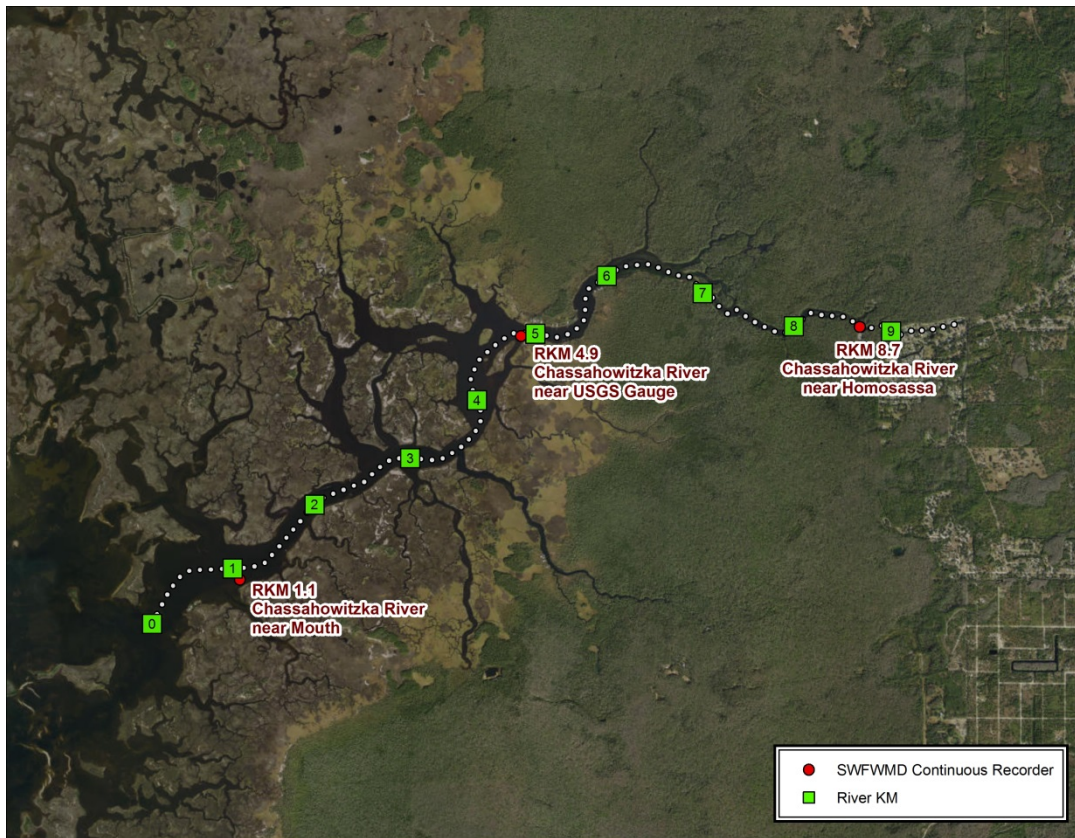 6
7
8
9
5
RKM 4.9
Chassahowitzka River
near USGS Gauge
RKM 8.7
Chassahowitzka River
near Homosassa
4
3
2
1
RKM 1.1
Chassahowitzka River
near Mouth
0
SWFWMD Continuous Recorder
River KM